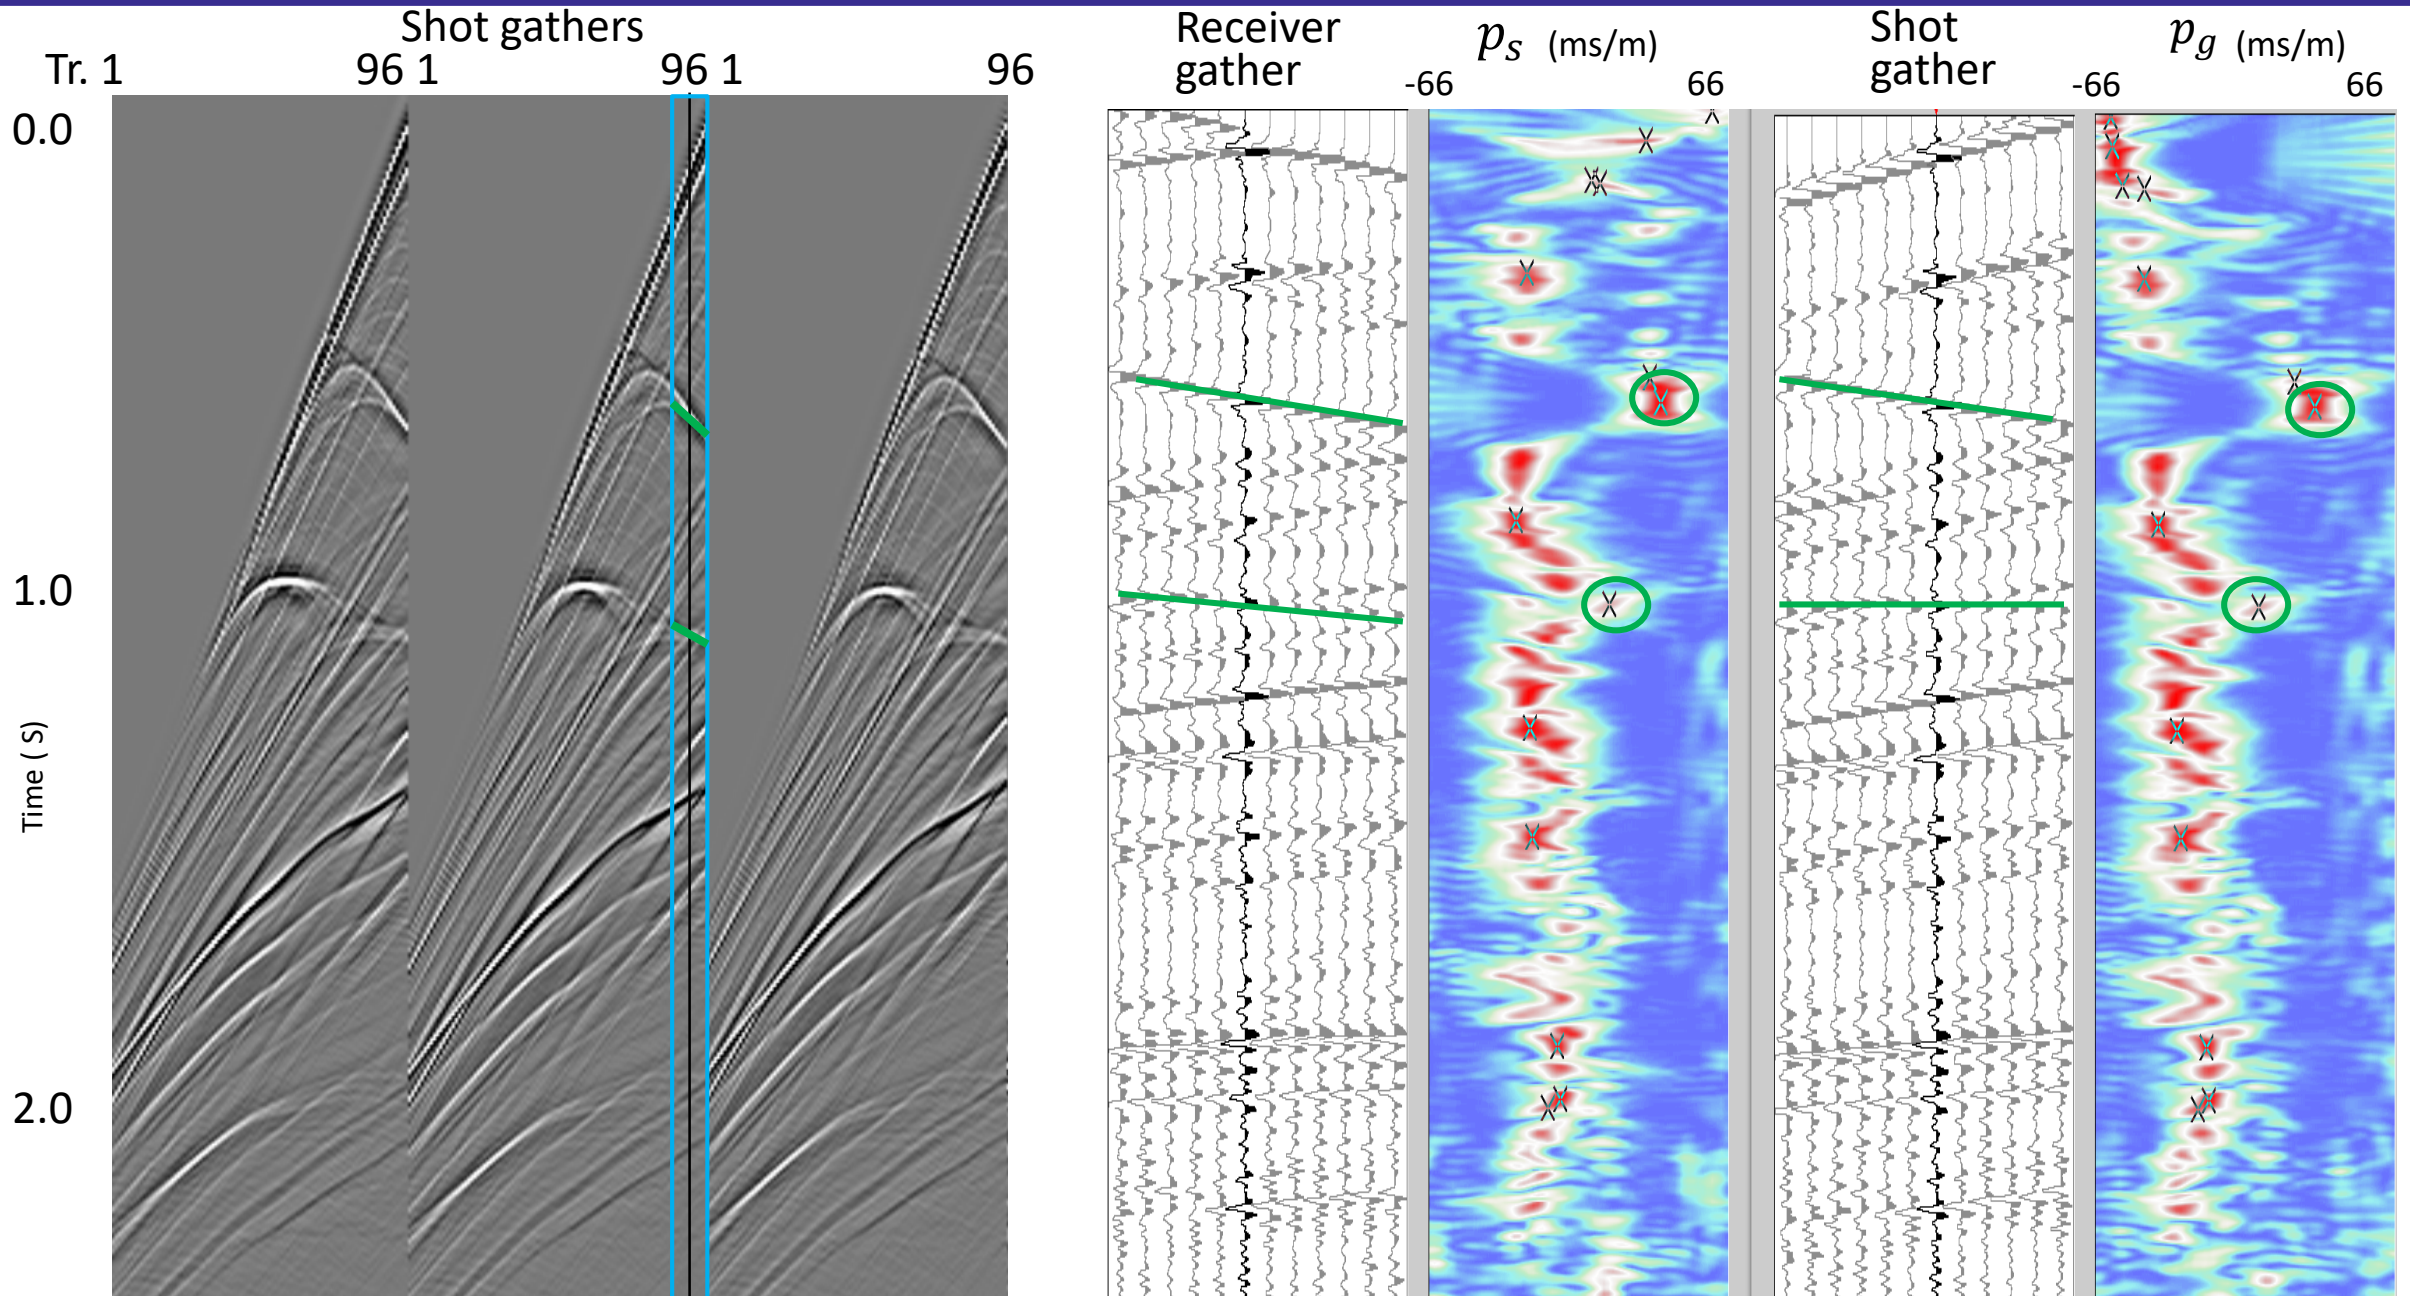 Shot gathers
Tr. 1 96 1 96 1 96
0.0
1.0
Time ( S)
2.0
Receiver
gather
p_s (ms/m)
-66 66
Shot
gather
p_g (ms/m)
-66 66